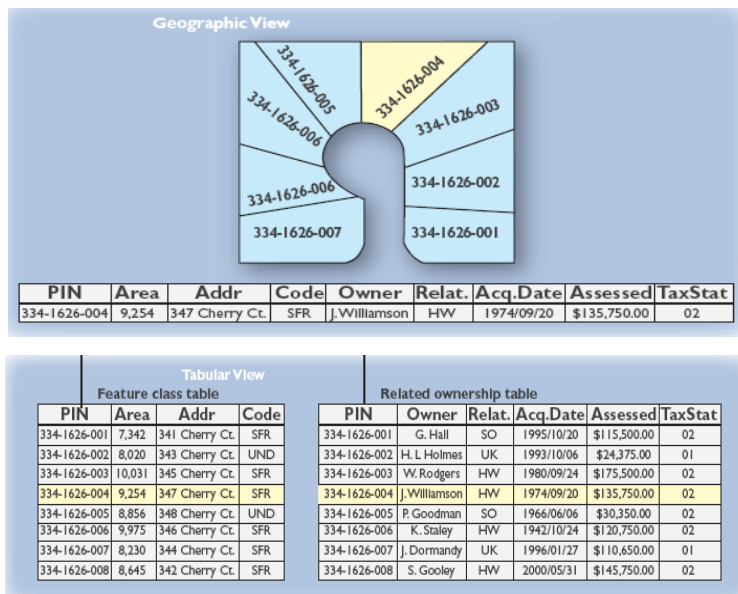 Geographic View
334-1626-005
334-1626-004
334-1626-006
334-1626-003
334-1626-006
334-1626-002
334-1626-007
334-1626-001
PIN Area Addr Code Owner Relat. Acq.Date Assessed TaxStat
334-1626-004 9,254 347 Cherry Ct. SFR J.Williamson HW 1974/09/20 $135,750.00 02
Tabular View
Feature class table
PIN Area Addr Code
334-1626-001 7,342 341 Cherry Ct. SFR
334-1626-002 8,020 343 Cherry Ct. UND
334-1626-003 10,031 345 Cherry Ct. SFR
334-1626-004 9,254 347 Cherry Ct. SFR
334-1626-005 8,856 348 Cherry Ct. UND
334-1626-006 9,975 346 Cherry Ct. SFR
334-1626-007 8,230 344 Cherry Ct. SFR
334-1626-008 8,645 342 Cherry Ct. SFR
Related ownership table
PIN Owner Relat. Acq.Date Assessed TaxStat
334-1626-001 G. Hall SO 1995/10/20 $115,500.00 02
334-1626-002 H. L Holmes UK 1993/10/06 $24,375.00 01
334-1626-003 W. Rodgers HW 1980/09/24 $175,500.00 02
334-1626-004 J.Williamson HW 1974/09/20 $135,750.00 02
334-1626-005 P. Goodman SO 1966/06/06 $30,350.00 02
334-1626-006 K. Staley HW 1942/10/24 $120,750.00 02
334-1626-007 J. Dormandy UK 1996/01/27 $110,650.00 01
334-1626-008 S. Gooley HW 2000/05/31 $145,750.00 02